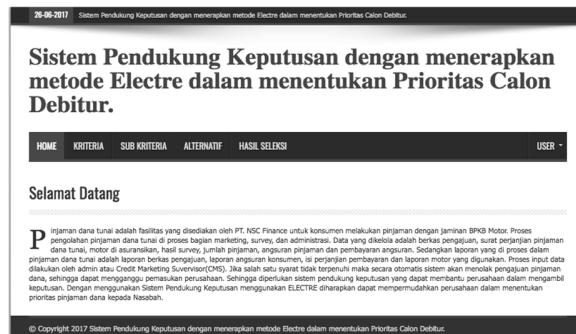 26-06-2017 Sistem Pendukung Keputusan dengan menerapkan metode Electre dalam menentukan Prioritas Calon Debitur.
Sistem Pendukung Keputusan dengan menerapkan
metode Electre dalam menentukan Prioritas Calon
Debitur.
HOME KRITERIA SUB KRITERIA ALTERNATIF HASIL SELEKSI USER
Selamat Datang
Pinjaman dana tunai adalah fasilitas yang disediakan oleh PT. NSC Finance untuk konsumen melakukan pinjaman dengan jaminan BPKB Motor. Proses
pengolahan pinjaman dana tunai di proses bagian marketing, survey, dan administrasi. Data yang dikelola adalah berkas pengajuan, surat perjanjian pinjaman
dana tunai, motor di asuransikan, hasil survey, jumlah pinjaman, angsuran pinjaman dan pembayaran angsuran. Sedangkan laporan yang di proses dalam
pinjaman dana tunai adalah laporan berkas pengajuan, laporan angsuran konsumen, isi perjanjian pembayaran dan laporan motor yang digunakan. Proses input data
dilakukan oleh admin atau Credit Marketing Suvervisor(CMS). Jika salah satu syarat tidak terpenuhi maka secara otomatis sistem akan menolak pengajuan pinjaman
dana, sehingga dapat mengganggu pemasukan perusahaan. Sehingga diperlukan sistem pendukung keputusan yang dapat membantu perusahaan dalam mengambil
keputusan. Dengan menggunakan Sistem Pendukung Keputusan menggunakan ELECTRE diharapkan dapat mempermudahkan perusahaan dalam menentukan
prioritas pinjaman dana kepada Nasabah.
© Copyright 2017 Sistem Pendukung Keputusan dengan menerapkan metode Electre dalam menentukan Prioritas Calon Debitur.